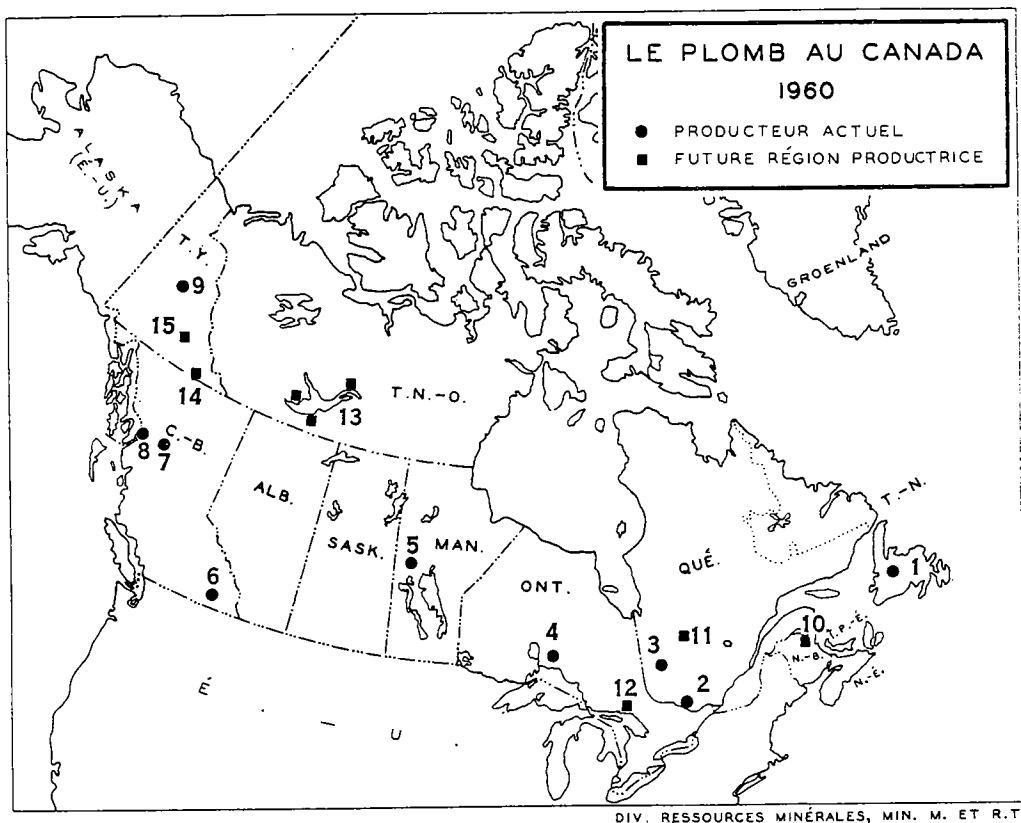 LE PLOMB AU CANADA
1960
● PRODUCTEUR ACTUEL
■ FUTURE RÉGION PRODUCTRICE
ALASKA
(É.-U.)
GROENLAND
T.Y.
9
15
14
13
T.N.-O.
8
7
C.-B.
ALB.
SASK.
5
MAN.
6
ONT.
QUÉ.
T.-N.
1
4
3
11
10
T.P.-É.
N.-B.
N.-É.
12
2
É
-
U
.
DIV. RESSOURCES MINÉRALES, MIN. M. ET R.T